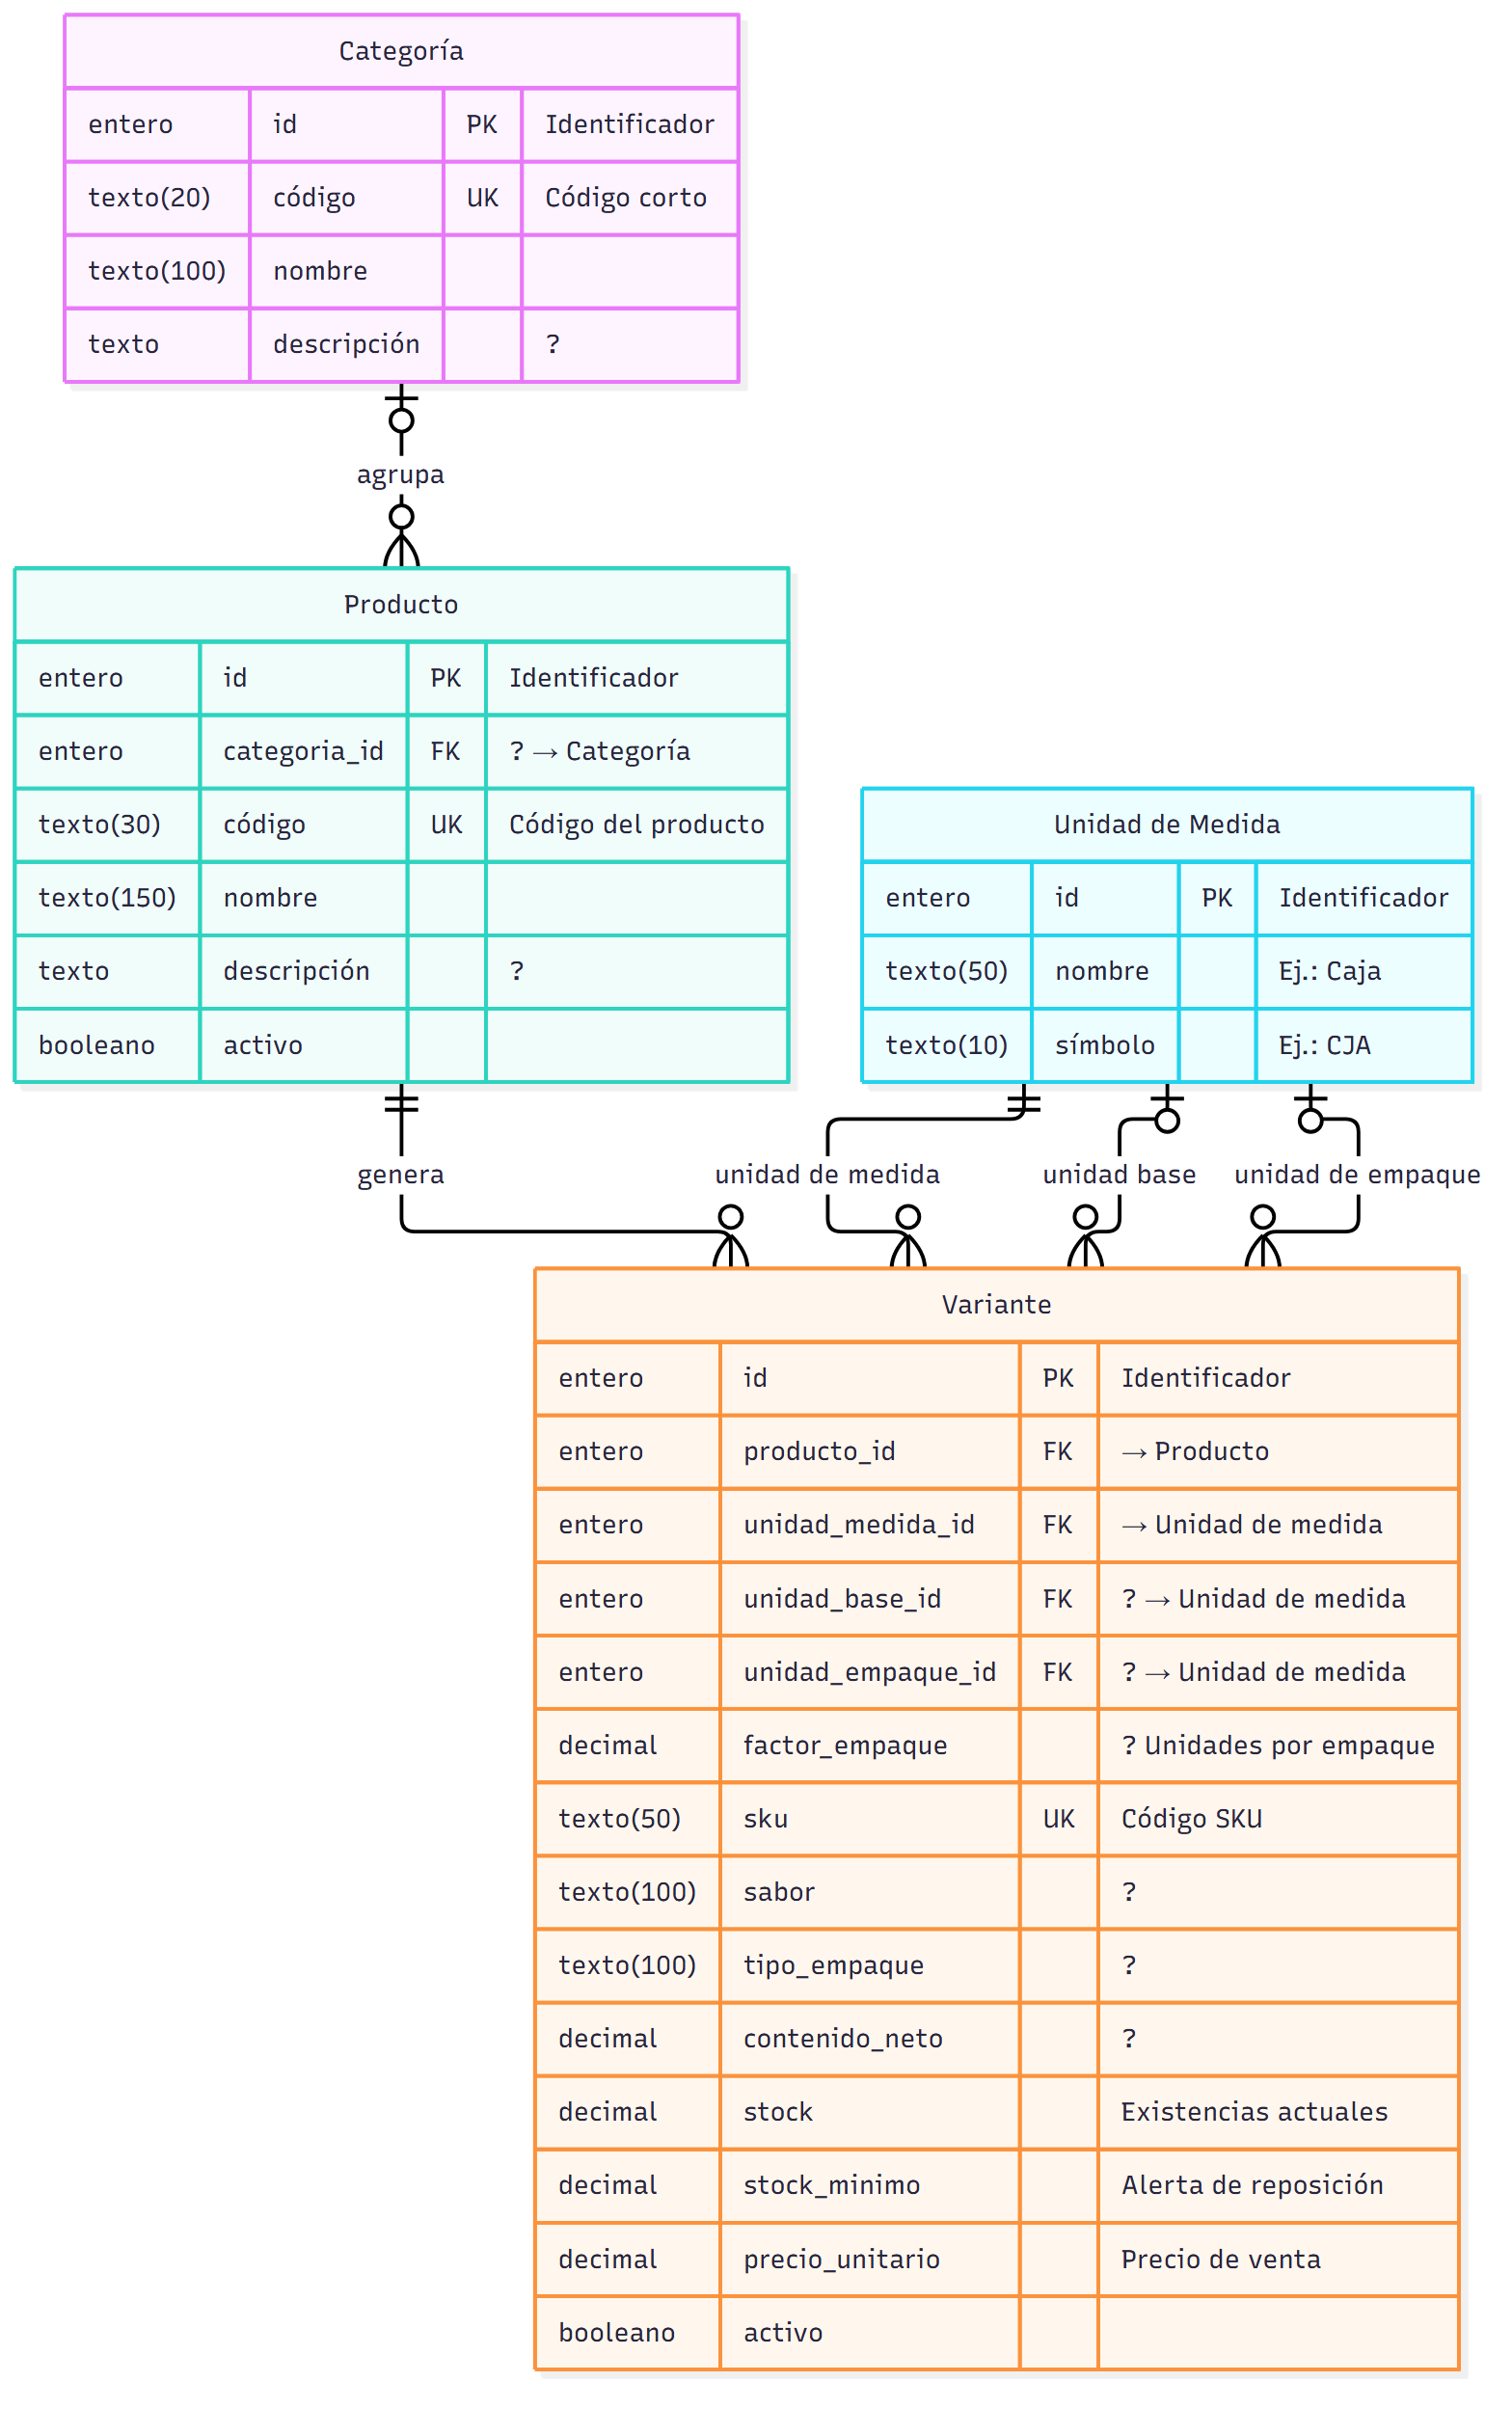 Categoría
entero id PK Identificador
texto(20) código UK Código corto
texto(100) nombre
texto descripción ?
agrupa
Producto
entero id PK Identificador
entero categoria_id FK ? → Categoría
texto(30) código UK Código del producto
texto(150) nombre
texto descripción ?
booleano activo
Unidad de Medida
entero id PK Identificador
texto(50) nombre Ej.: Caja
texto(10) símbolo Ej.: CJA
genera
unidad de medida
unidad base
unidad de empaque
Variante
entero id PK Identificador
entero producto_id FK → Producto
entero unidad_medida_id FK → Unidad de medida
entero unidad_base_id FK ? → Unidad de medida
entero unidad_empaque_id FK ? → Unidad de medida
decimal factor_empaque ? Unidades por empaque
texto(50) sku UK Código SKU
texto(100) sabor ?
texto(100) tipo_empaque ?
decimal contenido_neto ?
decimal stock Existencias actuales
decimal stock_minimo Alerta de reposición
decimal precio_unitario Precio de venta
booleano activo